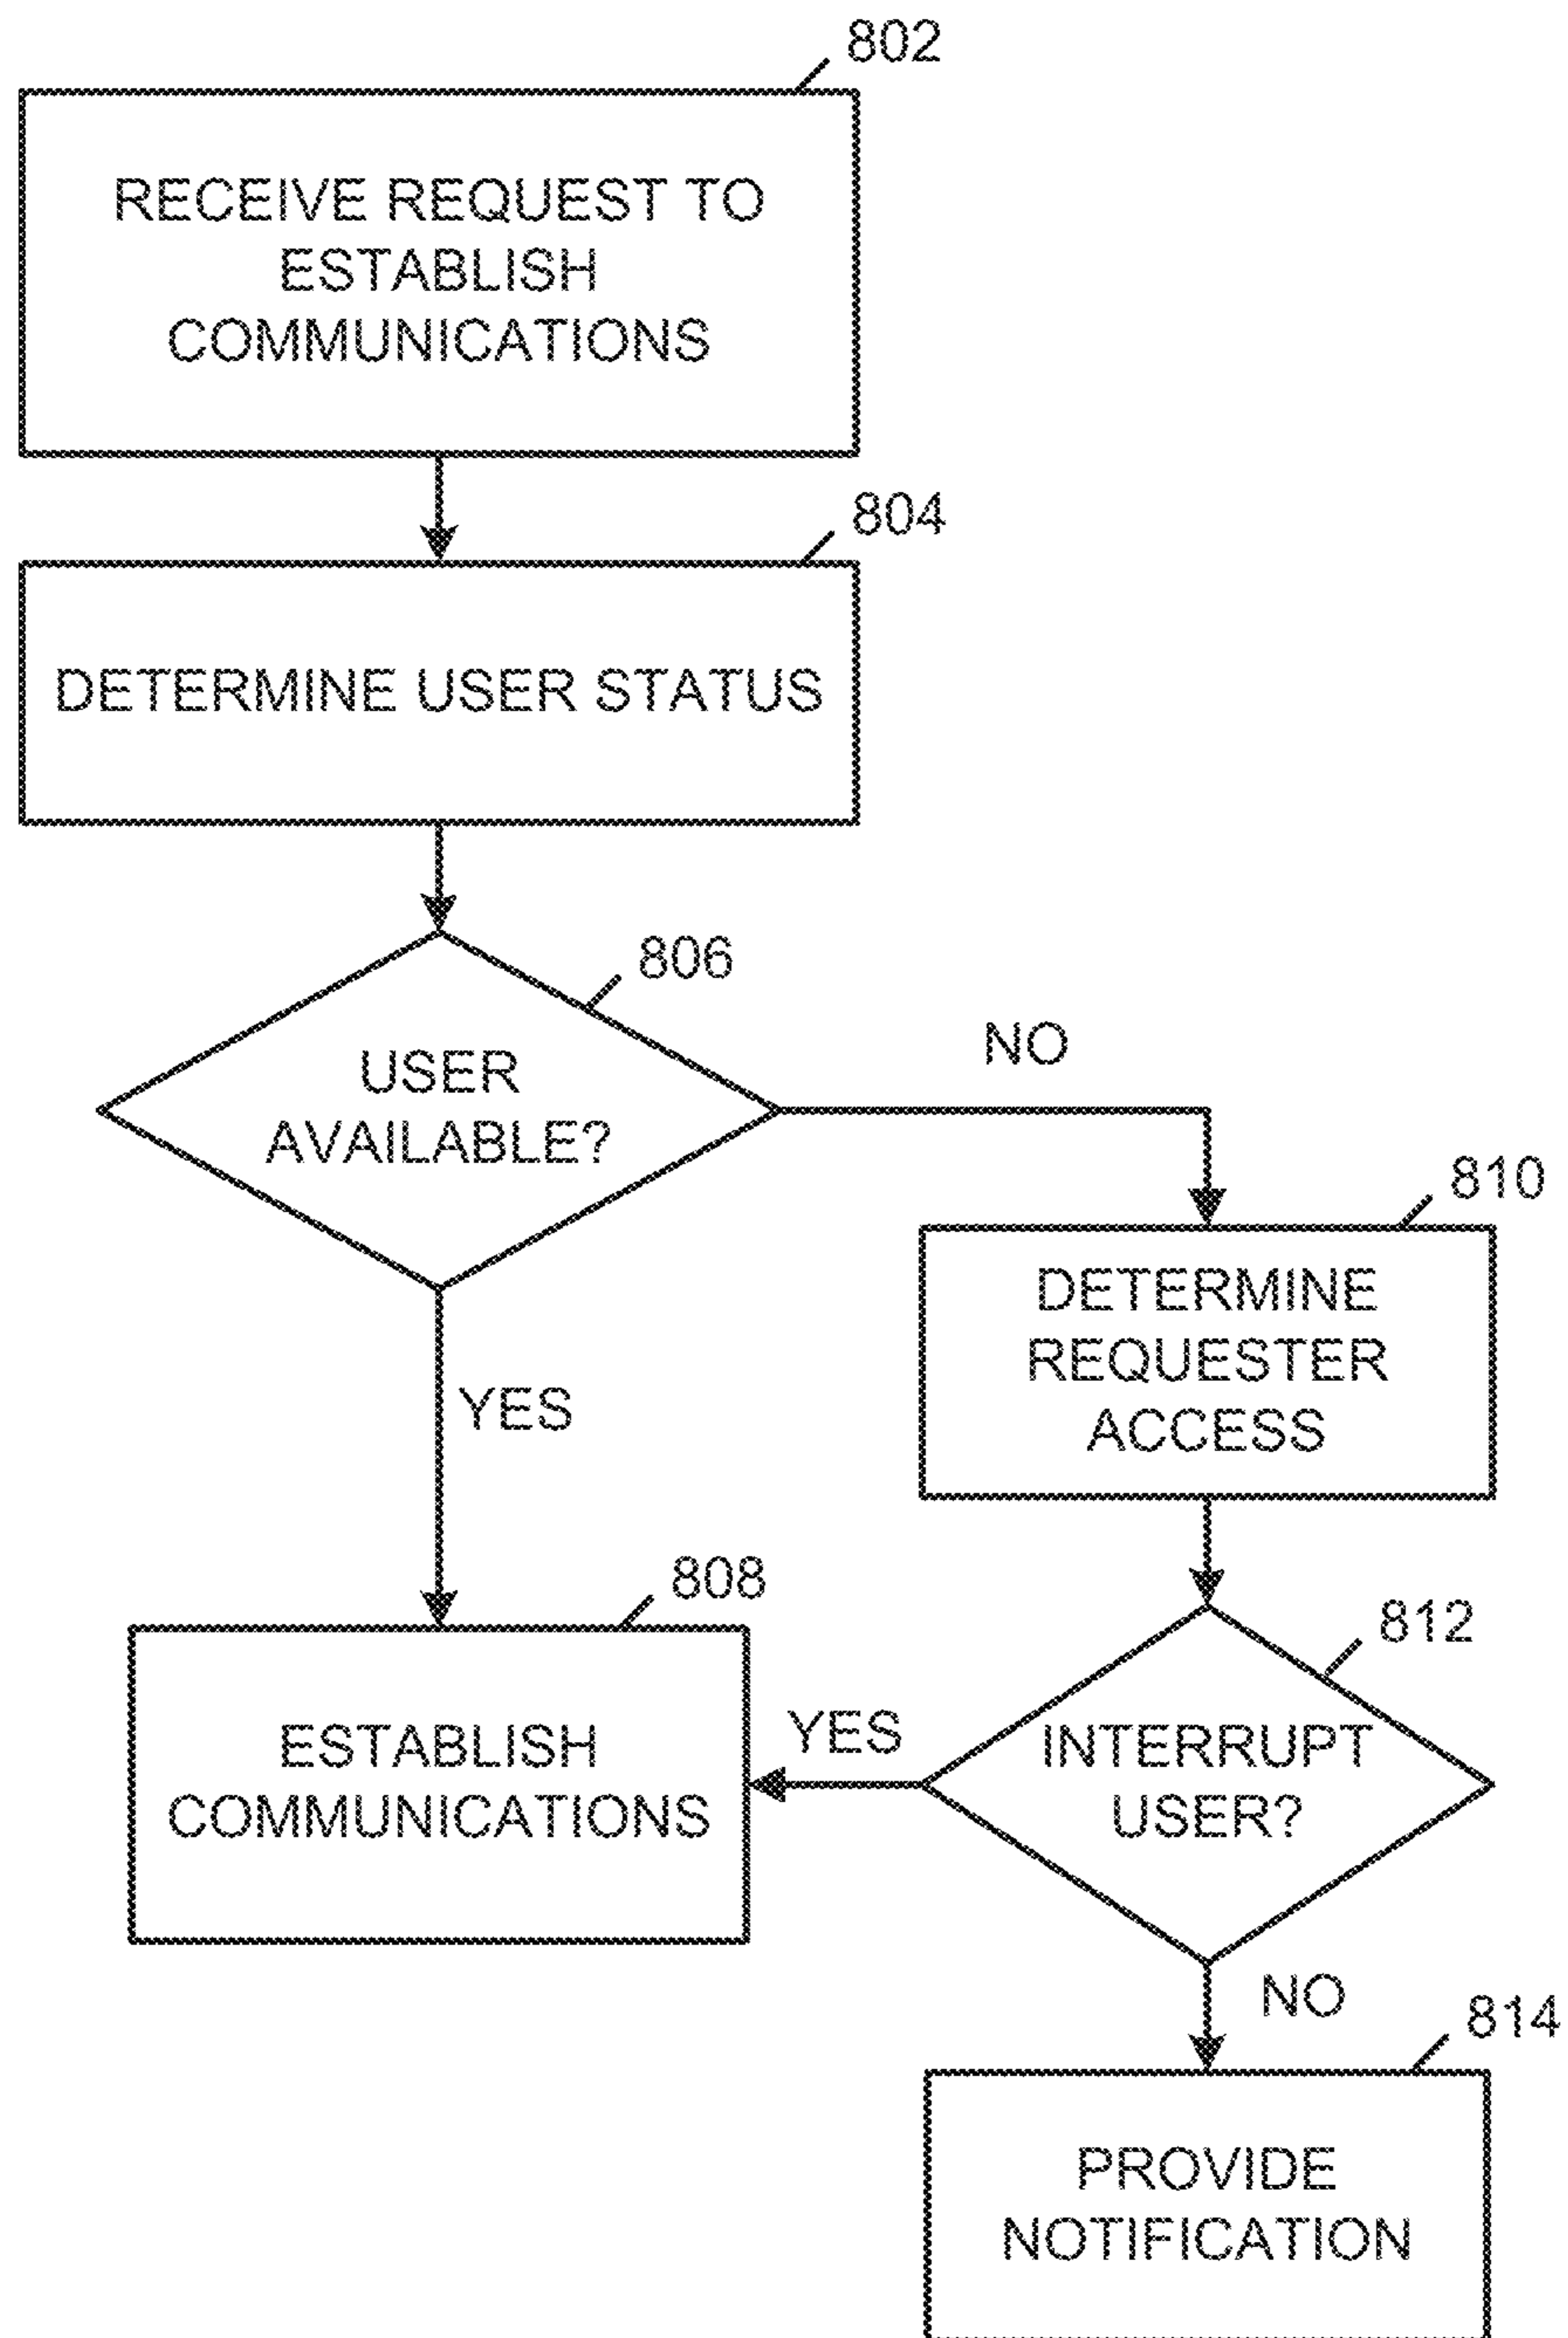 802
RECEIVE REQUEST TO
ESTABLISH
COMMUNICATIONS
804
DETERMINE USER STATUS
806
USER
AVAILABLE?
NO
810
DETERMINE
REQUESTER
ACCESS
YES
808
ESTABLISH
COMMUNICATIONS
YES
812
INTERRUPT
USER?
NO
814
PROVIDE
NOTIFICATION